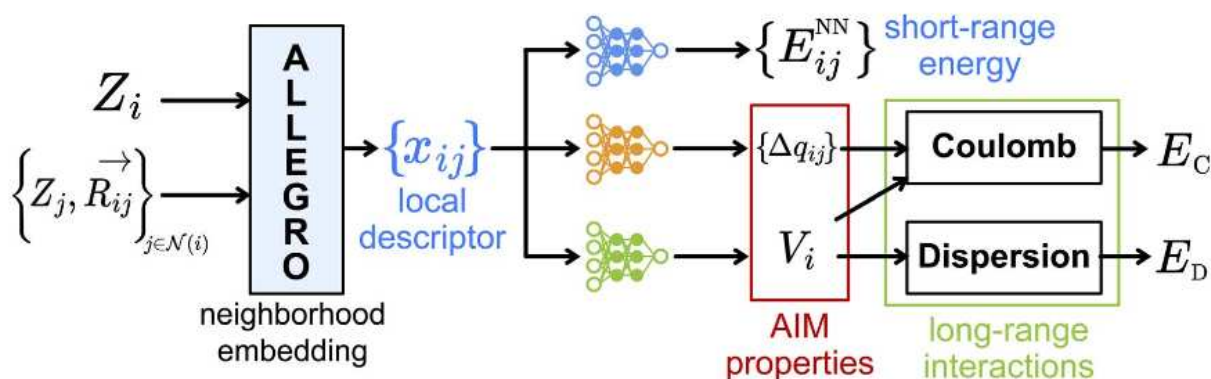 Z_i
{Z_j, R_ij→}_{j∈𝒩(i)}
ALLEGRO
neighborhood
embedding
{x_ij}
local
descriptor
{E_ij^NN}
short-range
energy
{Δq_ij}
V_i
AIM
properties
Coulomb
Dispersion
long-range
interactions
E_C
E_D